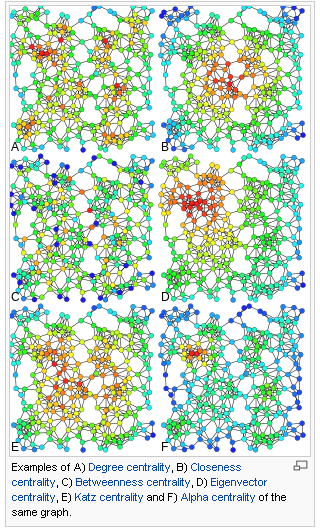 A
B
C
D
E
F
Examples of A) Degree centrality, B) Closeness
centrality, C) Betweenness centrality, D) Eigenvector
centrality, E) Katz centrality and F) Alpha centrality of the
same graph.